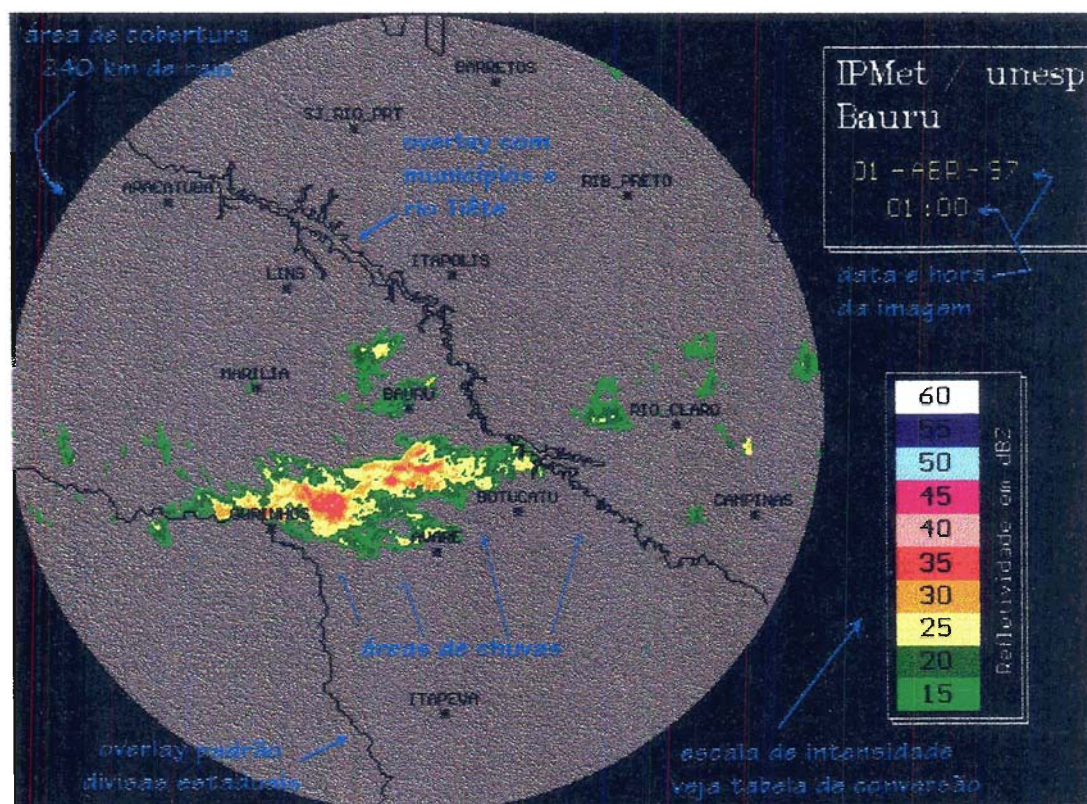 área de cobertura
240 km de raio
IPMet / unesp
Bauru
01-ABR-97
01:00
data e hora
da imagem
BARRETOS
SJ_RIO_PRT
overlay com
municípios e
rio Tiête
ARACATUBA
RIB_PRETO
ITAPOLIS
LINS
MARILIA
BAURU
RIO_CLARO
BOTUCATU
CAMPINAS
OURINHOS
AVARE
áreas de chuvas
ITAPEVA
overlay padrão
divisas estaduais
60
55
50
45
40
35
30
25
20
15
Refletividade em dBZ
escala de intensidade
veja tabela de conversão